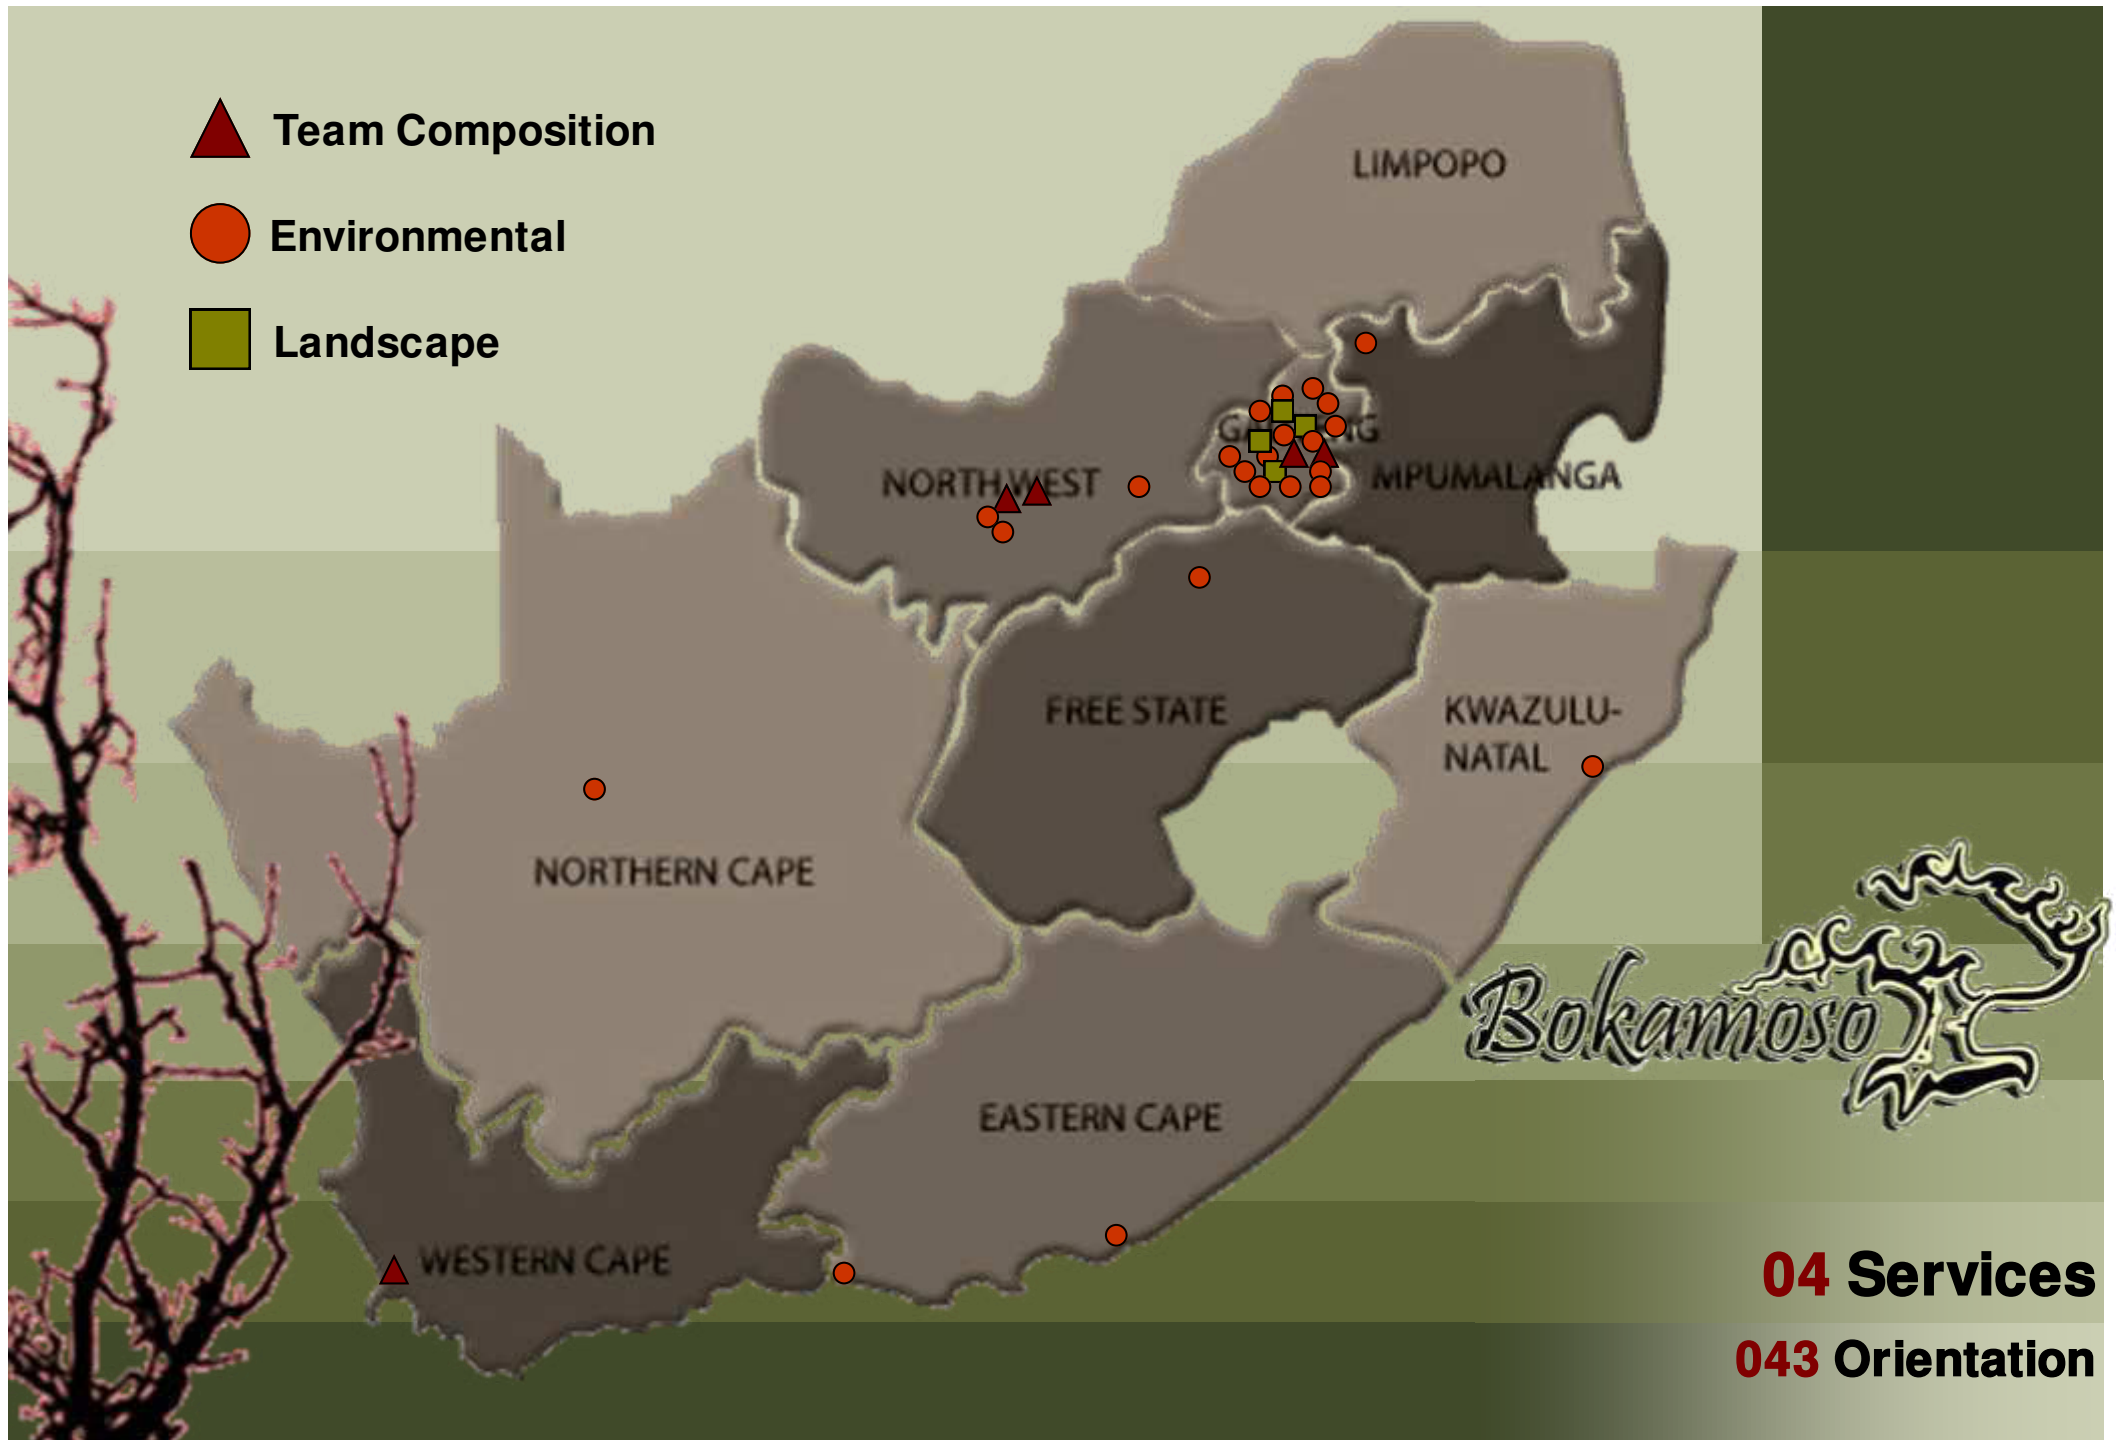 Team Composition
Environmental
Landscape
LIMPOPO
GAUTENG
NORTH WEST
MPUMALANGA
FREE STATE
KWAZULU-
NATAL
NORTHERN CAPE
EASTERN CAPE
WESTERN CAPE
Bokamoso
04 Services
043 Orientation